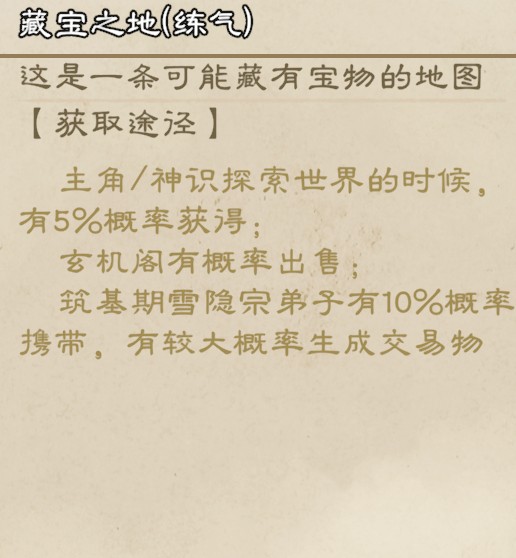 藏宝之地(练气)
这是一条可能藏有宝物的地图
【获取途径】
主角/神识探索世界的时候，
有5%概率获得；
玄机阁有概率出售；
筑基期雪隐宗弟子有10%概率
携带，有较大概率生成交易物